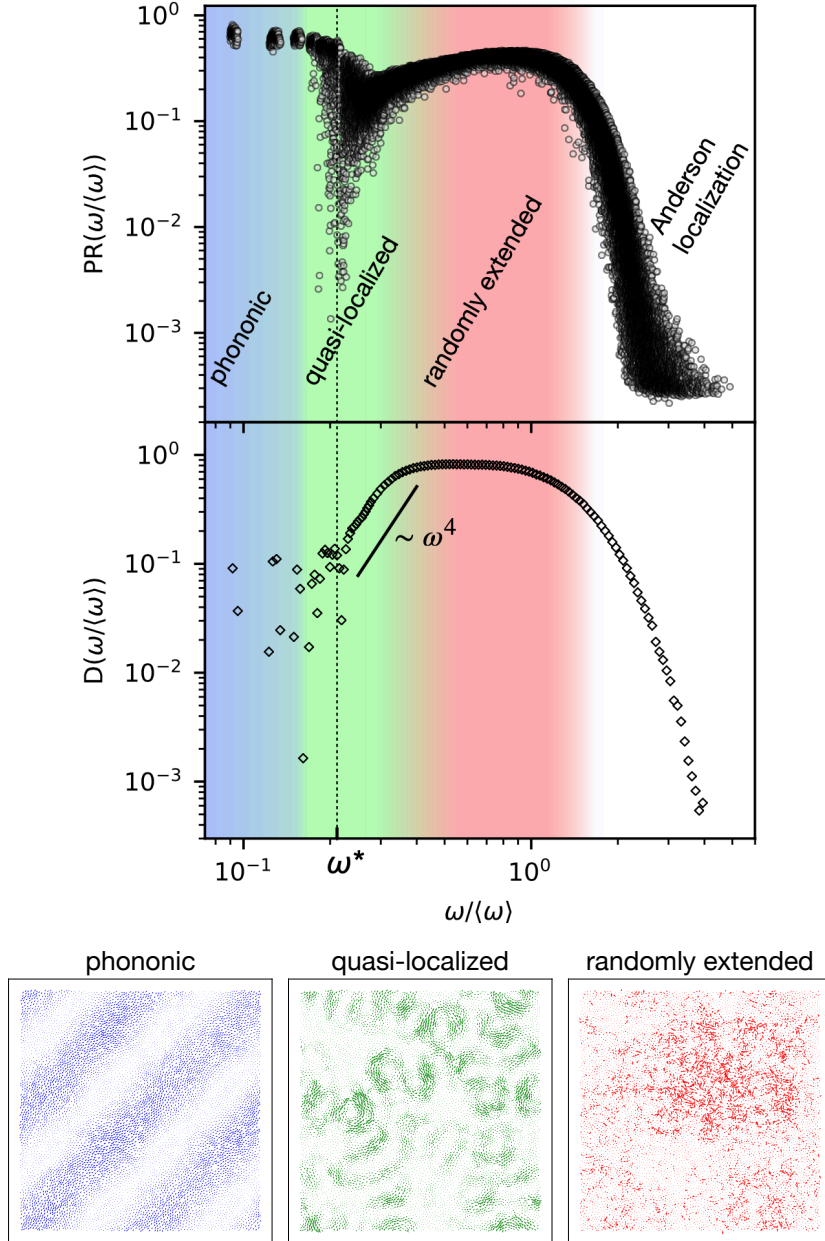 10⁰
10⁻¹
10⁻²
10⁻³
PR(ω/⟨ω⟩)
phononic
quasi-localized
randomly extended
Anderson
localization
10⁰
10⁻¹
10⁻²
10⁻³
D(ω/⟨ω⟩)
~ ω⁴
10⁻¹
ω*
10⁰
ω/⟨ω⟩
phononic
quasi-localized
randomly extended